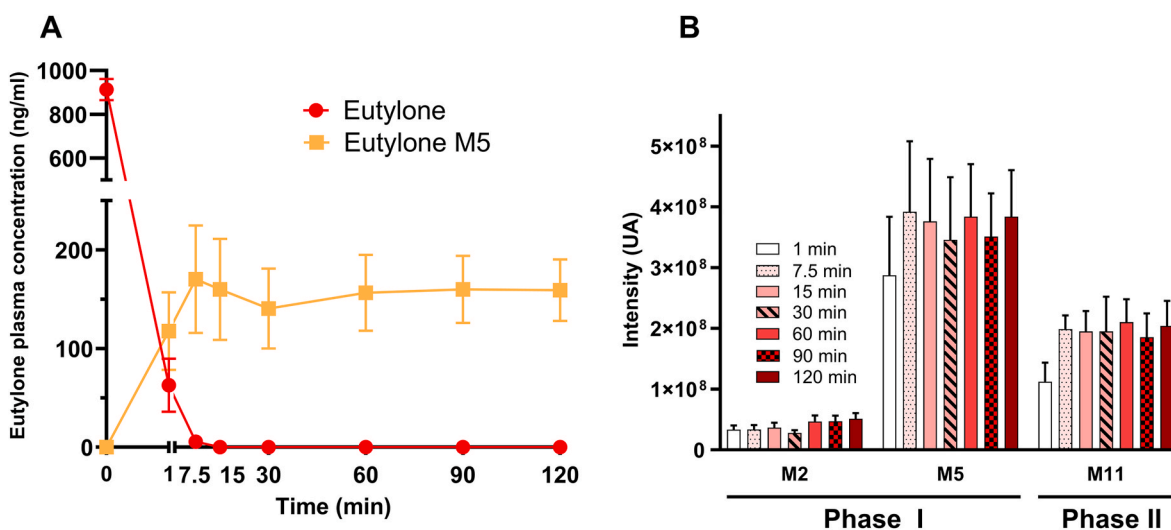 A
Eutylone plasma concentration (ng/ml)
1000
800
600
200
100
0
Eutylone
Eutylone M5
0
1
7.5
15
30
60
90
120
Time (min)
B
Intensity (UA)
5×10⁸
4×10⁸
3×10⁸
2×10⁸
1×10⁸
0
1 min
7.5 min
15 min
30 min
60 min
90 min
120 min
M2
M5
M11
Phase I
Phase II